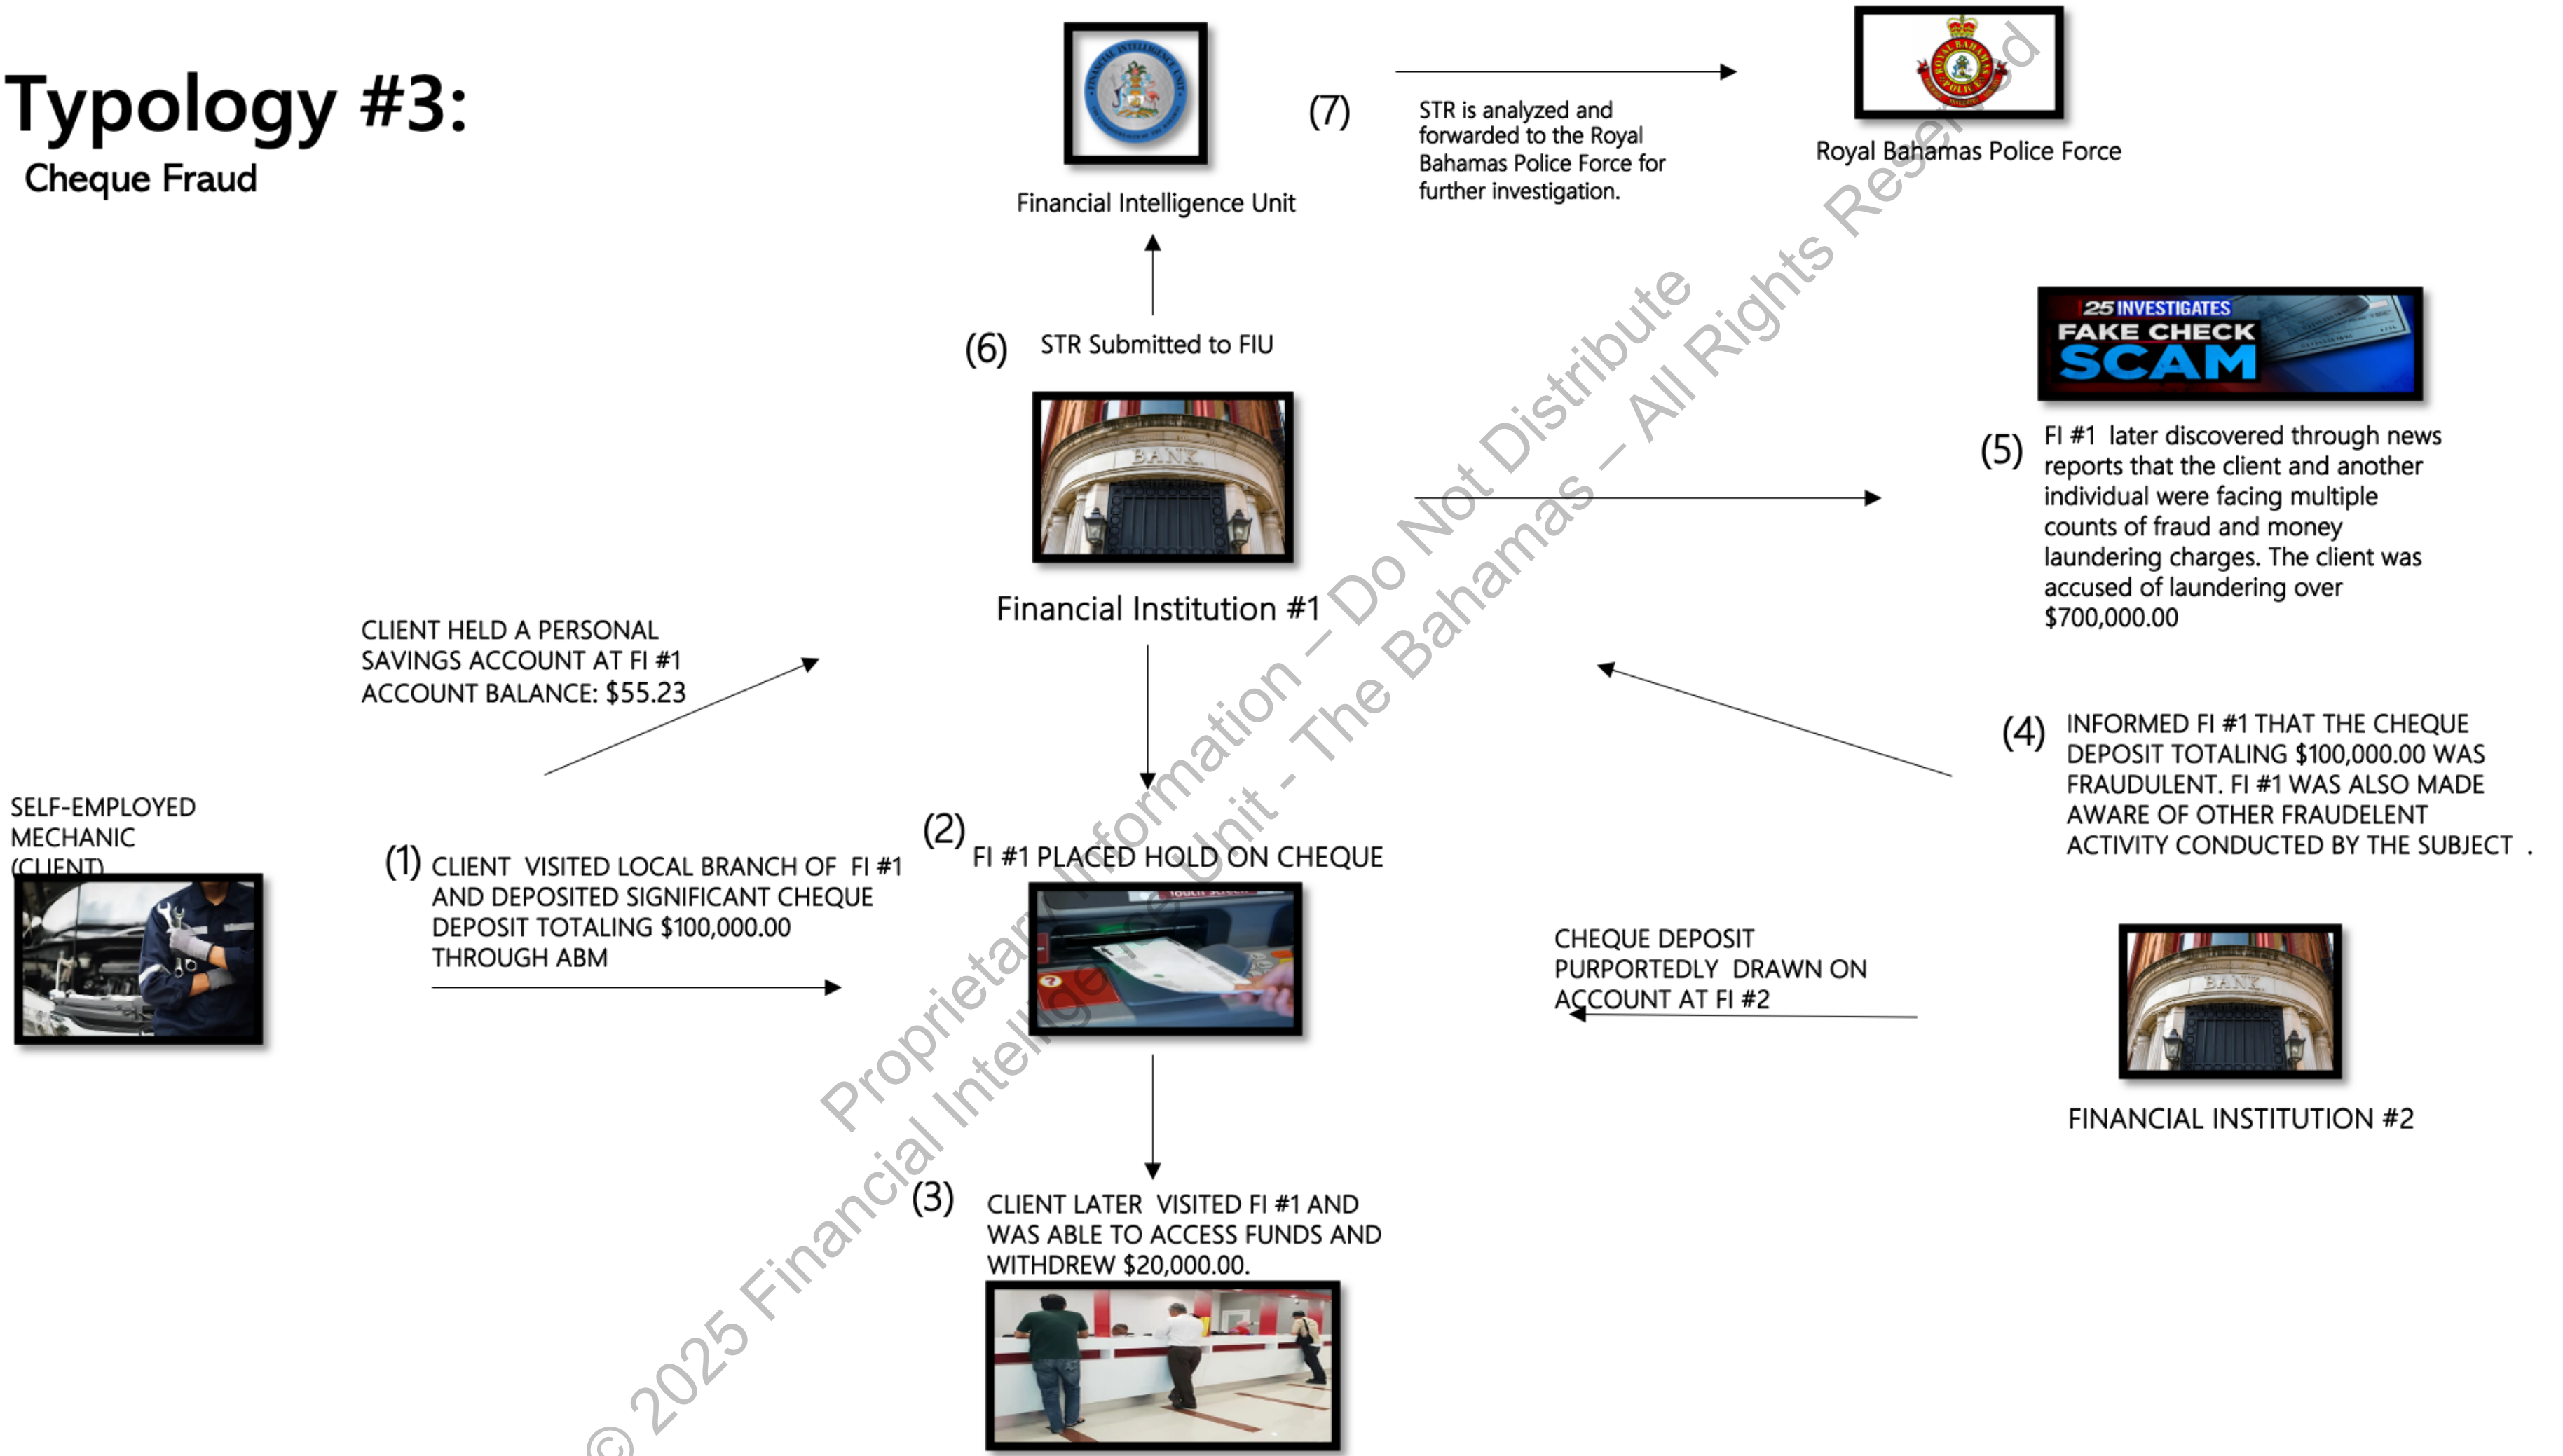 Typology #3:
Cheque Fraud
Financial Intelligence Unit
(7)
STR is analyzed and
forwarded to the Royal
Bahamas Police Force for
further investigation.
ROYAL BAHAMAS
POLICE
Royal Bahamas Police Force
(6)
STR Submitted to FIU
BANK
Financial Institution #1
25 INVESTIGATES
FAKE CHECK
SCAM
(5)
FI #1 later discovered through news
reports that the client and another
individual were facing multiple
counts of fraud and money
laundering charges. The client was
accused of laundering over
$700,000.00
CLIENT HELD A PERSONAL
SAVINGS ACCOUNT AT FI #1
ACCOUNT BALANCE: $55.23
(4)
INFORMED FI #1 THAT THE CHEQUE
DEPOSIT TOTALING $100,000.00 WAS
FRAUDULENT. FI #1 WAS ALSO MADE
AWARE OF OTHER FRAUDELENT
ACTIVITY CONDUCTED BY THE SUBJECT .
SELF-EMPLOYED
MECHANIC
(CLIENT)
(1)
CLIENT VISITED LOCAL BRANCH OF FI #1
AND DEPOSITED SIGNIFICANT CHEQUE
DEPOSIT TOTALING $100,000.00
THROUGH ABM
(2)
FI #1 PLACED HOLD ON CHEQUE
CHEQUE DEPOSIT
PURPORTEDLY DRAWN ON
ACCOUNT AT FI #2
BANK
FINANCIAL INSTITUTION #2
(3)
CLIENT LATER VISITED FI #1 AND
WAS ABLE TO ACCESS FUNDS AND
WITHDREW $20,000.00.
Proprietary Information – Do Not Distribute
© 2025 Financial Intelligence Unit - The Bahamas – All Rights Reserved